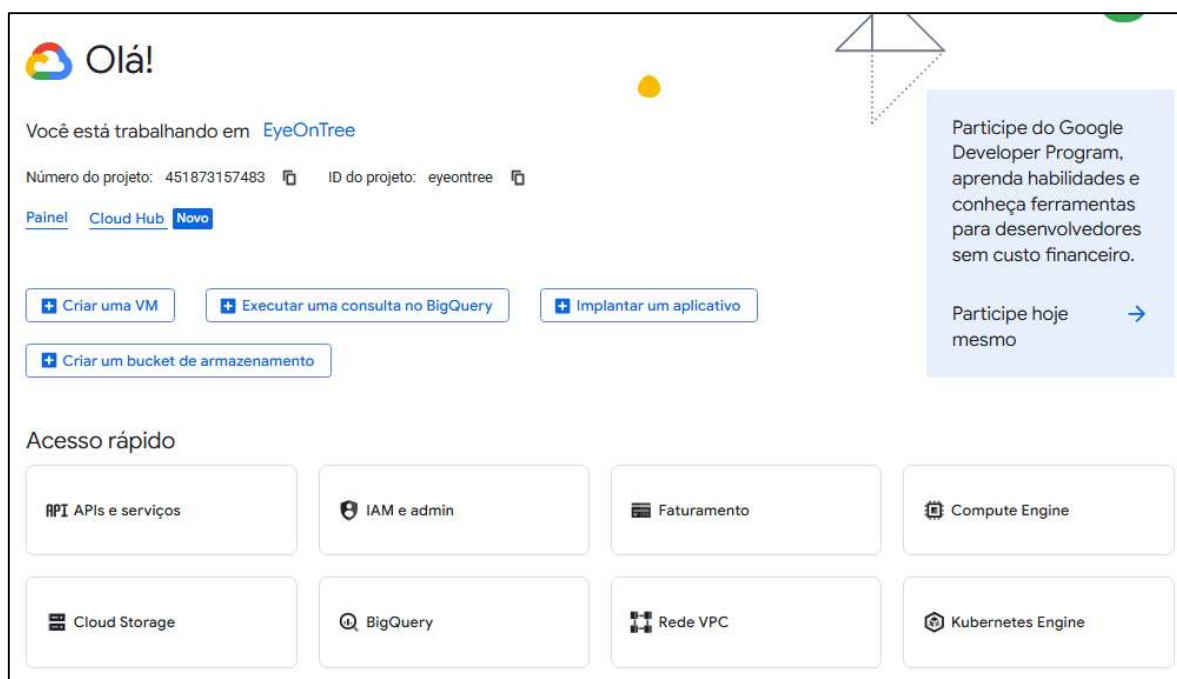 Olá!
Você está trabalhando em EyeOnTree
Número do projeto: 451873157483 ID do projeto: eyeontree
Painel Cloud Hub Novo
Criar uma VM Executar uma consulta no BigQuery Implantar um aplicativo
Criar um bucket de armazenamento
Participe do Google
Developer Program,
aprenda habilidades e
conheça ferramentas
para desenvolvedores
sem custo financeiro.
Participe hoje
mesmo
Acesso rápido
API APIs e serviços IAM e admin Faturamento Compute Engine
Cloud Storage BigQuery Rede VPC Kubernetes Engine